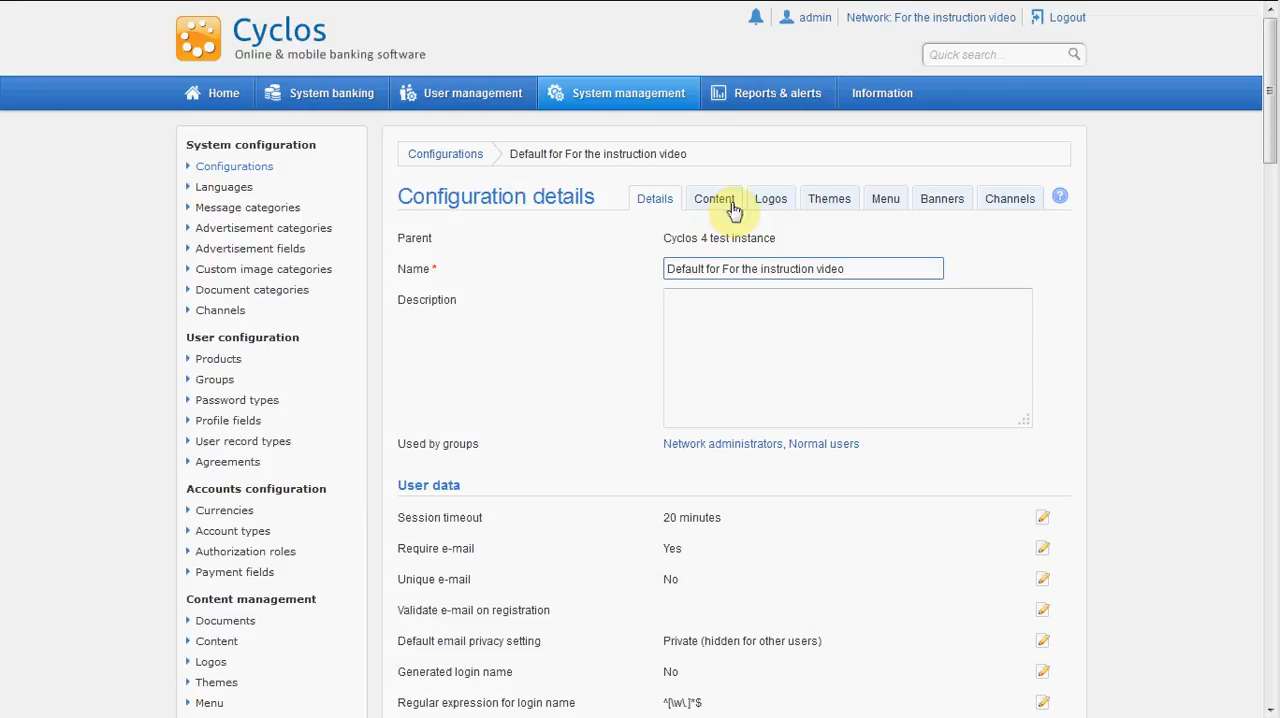 Cyclos
Online & mobile banking software
admin
Network: For the instruction video
Logout
Quick search...
Home
System banking
User management
System management
Reports & alerts
Information
System configuration
Configurations
Languages
Message categories
Advertisement categories
Advertisement fields
Custom image categories
Document categories
Channels
User configuration
Products
Groups
Password types
Profile fields
User record types
Agreements
Accounts configuration
Currencies
Account types
Authorization roles
Payment fields
Content management
Documents
Content
Logos
Themes
Menu
Configurations
Default for For the instruction video
Configuration details
Details
Content
Logos
Themes
Menu
Banners
Channels
?
Parent Cyclos 4 test instance
Name * Default for For the instruction video
Description
Used by groups Network administrators, Normal users
User data
Session timeout 20 minutes
Require e-mail Yes
Unique e-mail No
Validate e-mail on registration
Default email privacy setting Private (hidden for other users)
Generated login name No
Regular expression for login name ^[\w\.]*$